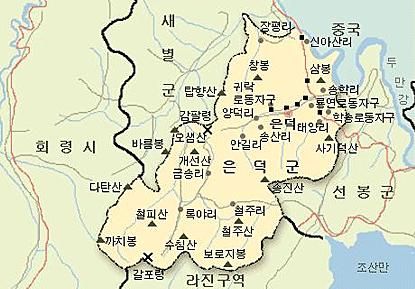 장평리
중국
신아산리
새별군
창봉
삼봉
두만강
탑향산
귀락
로동자구
송학리
룡연로동자구
갈팔령
양덕리
은덕
학송로동자구
태양리
오샘산
회령시
바름봉
안길리
송산리
사기덕산
개선산
금송리
은덕군
다탄산
송진산
선봉군
철피산
록야리
철주리
철주산
까치봉
수침산
보로지봉
갈포령
라진구역
조산만